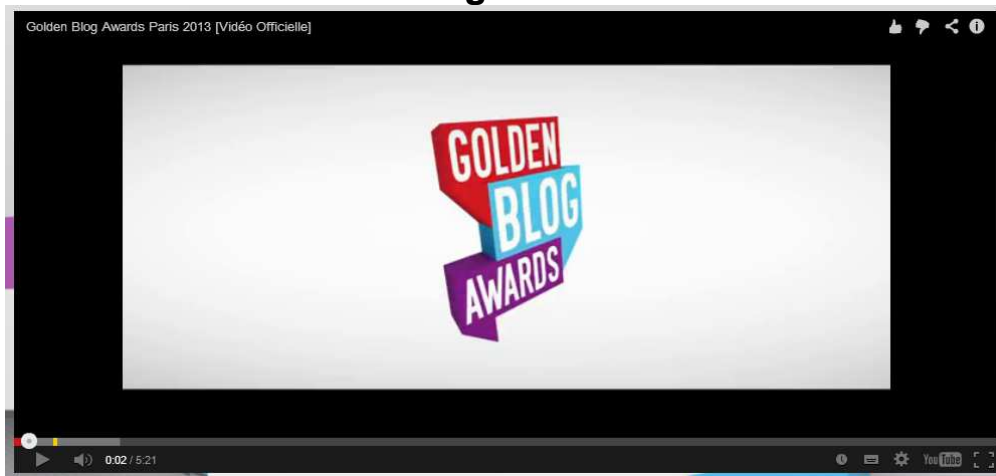 Golden Blog Awards Paris 2013 [Vidéo Officielle]
GOLDEN
BLOG
AWARDS
0:02 / 5:21
YouTube